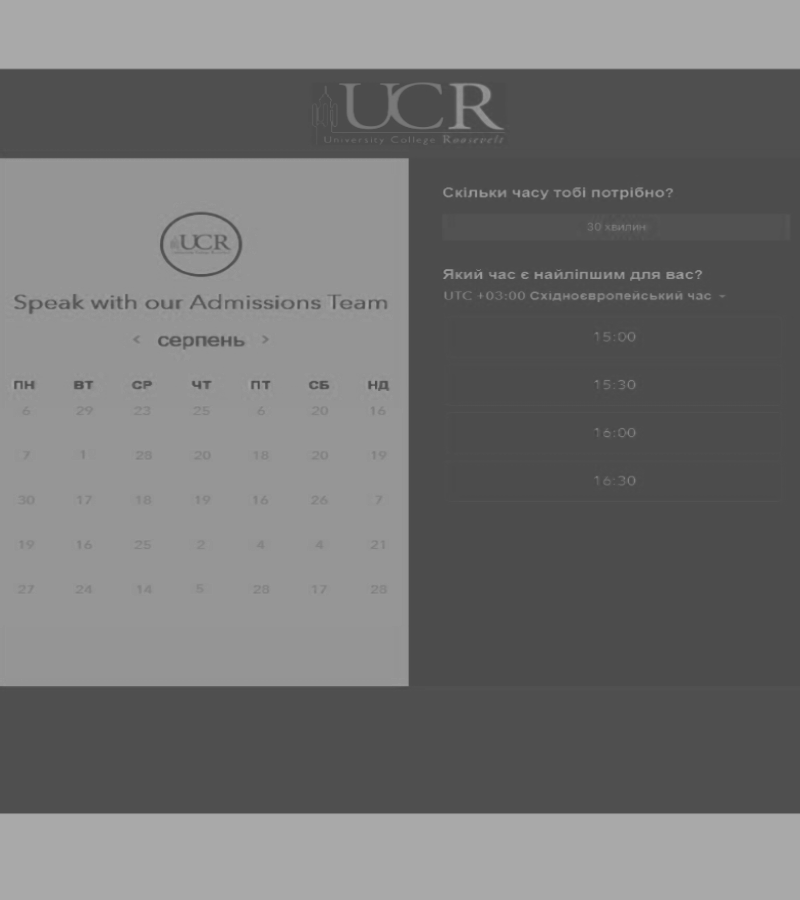 UCR
University College Roosevelt
UCR
Speak with our Admissions Team
< серпень >
ПН ВТ СР ЧТ ПТ СБ НД
6 29 23 25 6 20 16
7 1 28 20 18 20 19
30 17 18 19 16 26 7
19 16 25 2 4 4 21
27 24 14 5 28 17 28
Скільки часу тобі потрібно?
30 хвилин
Який час є найліпшим для вас?
UTC +03:00 Східноєвропейський час
15:00
15:30
16:00
16:30